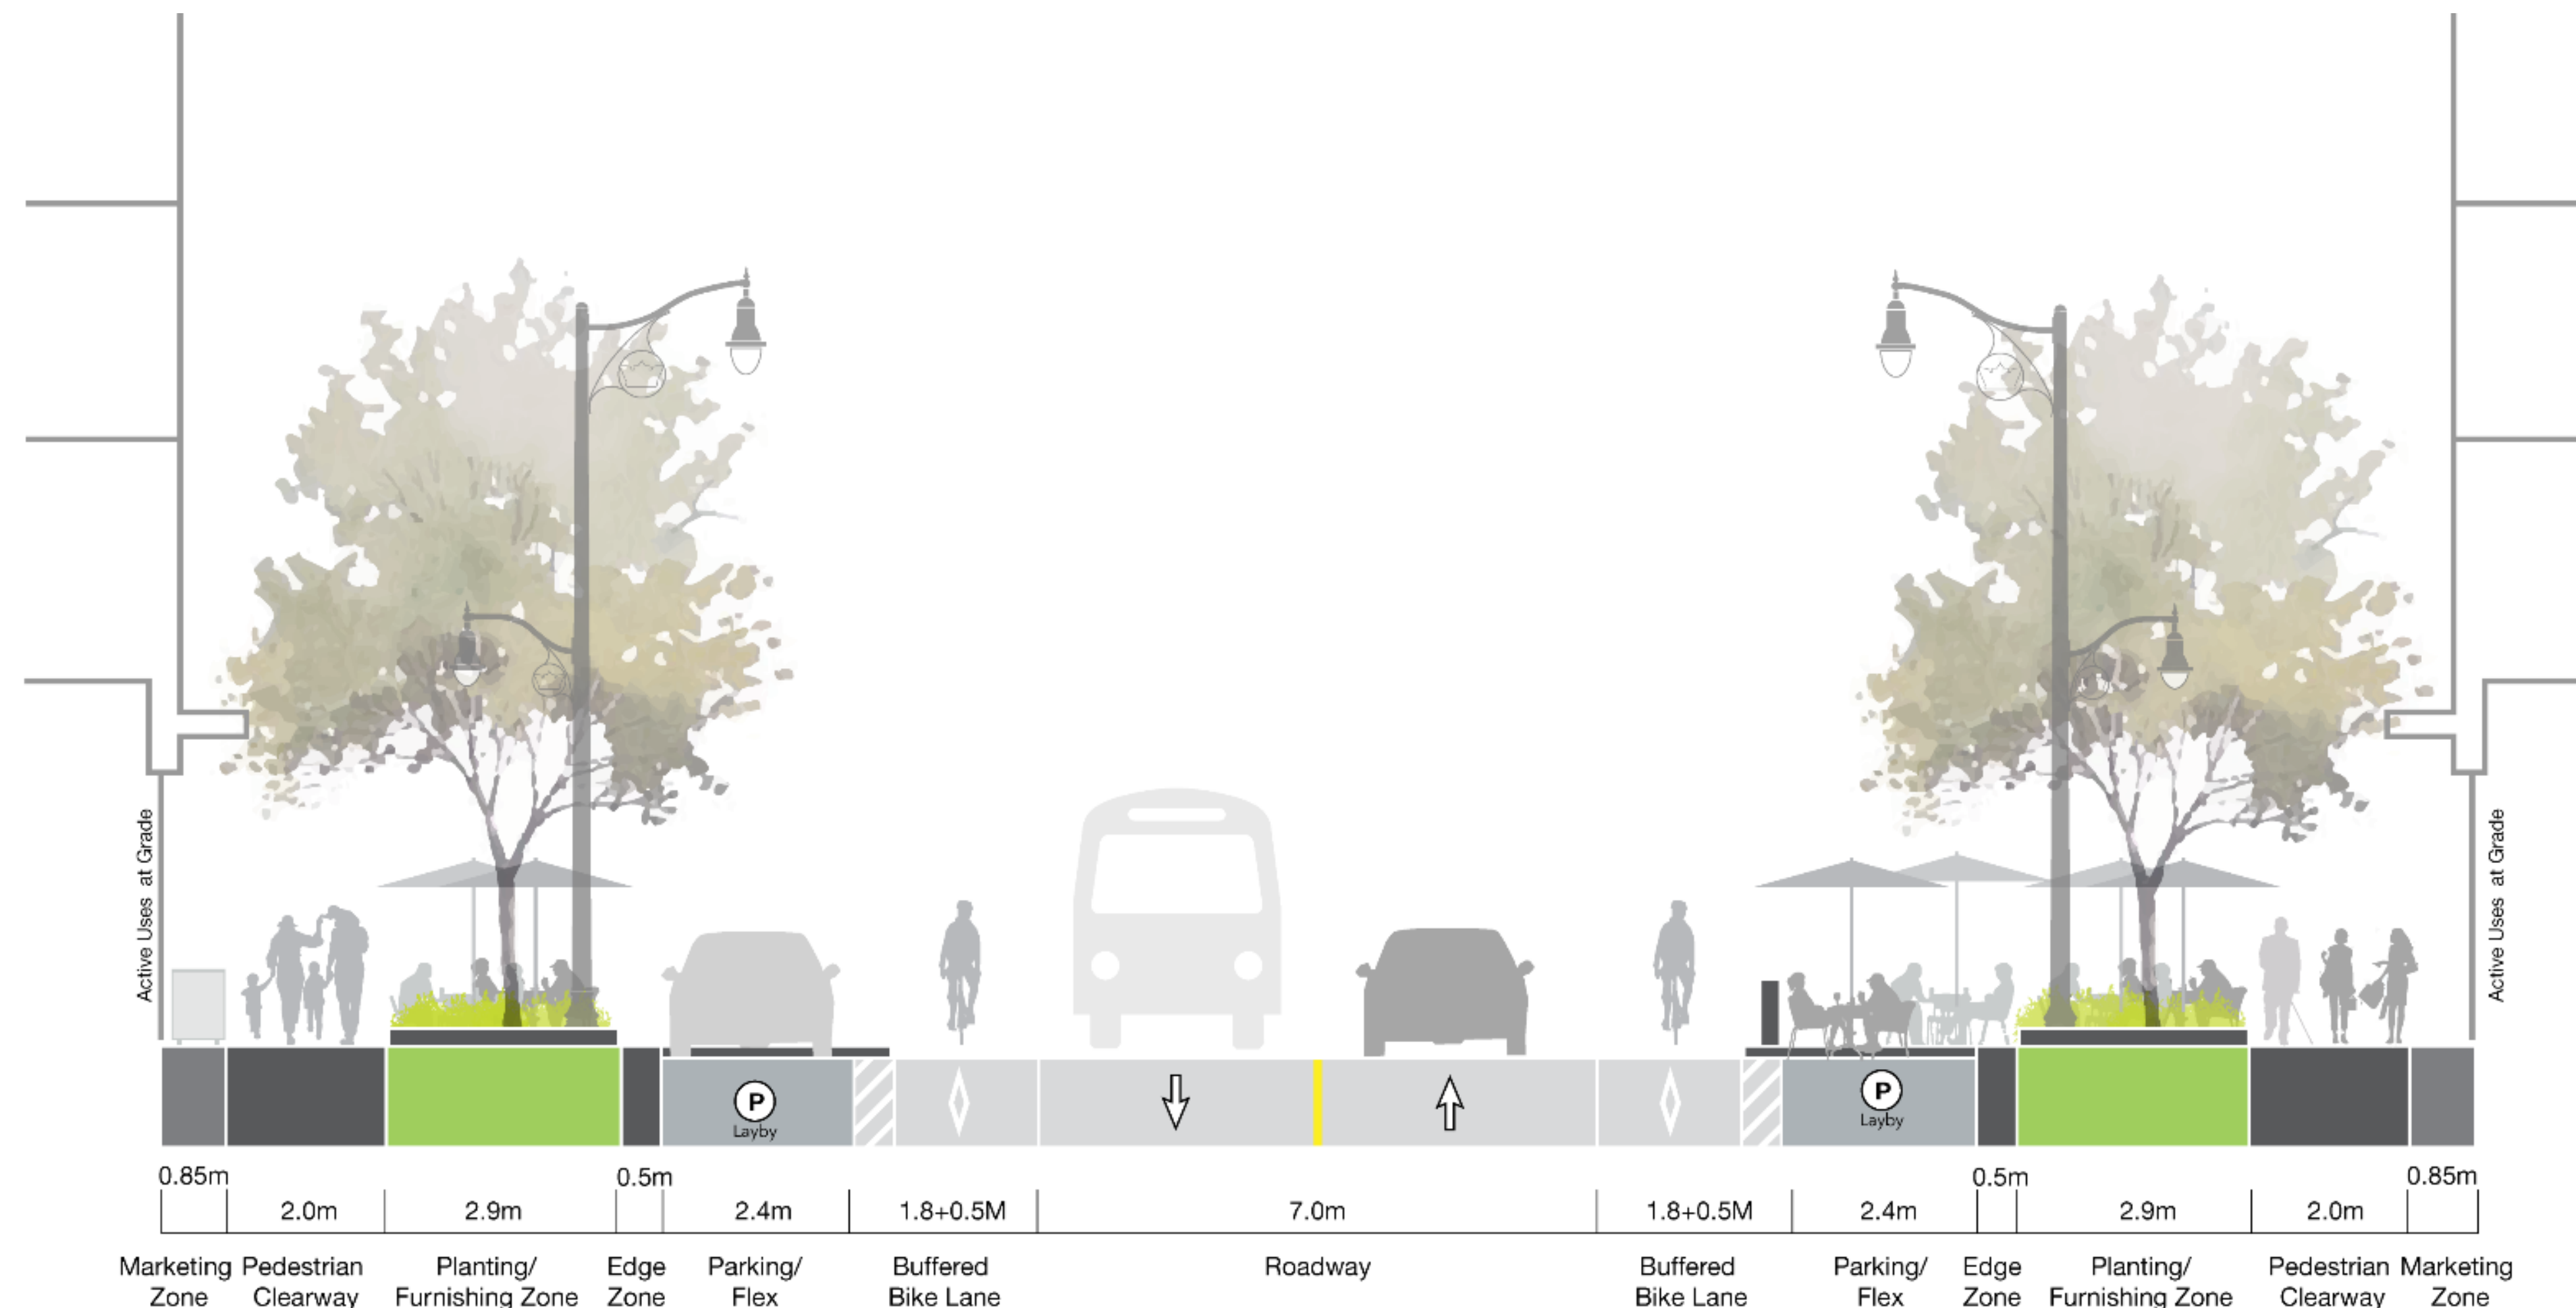 Active Uses at Grade
Active Uses at Grade
P
Layby
P
Layby
0.85m
0.5m
0.5m
0.85m
2.0m
2.9m
2.4m
1.8+0.5M
7.0m
1.8+0.5M
2.4m
2.9m
2.0m
Marketing Zone
Pedestrian Clearway
Planting/
Furnishing Zone
Edge Zone
Parking/
Flex
Buffered
Bike Lane
Roadway
Buffered
Bike Lane
Parking/
Flex
Edge
Zone
Planting/
Furnishing Zone
Pedestrian
Clearway
Marketing
Zone